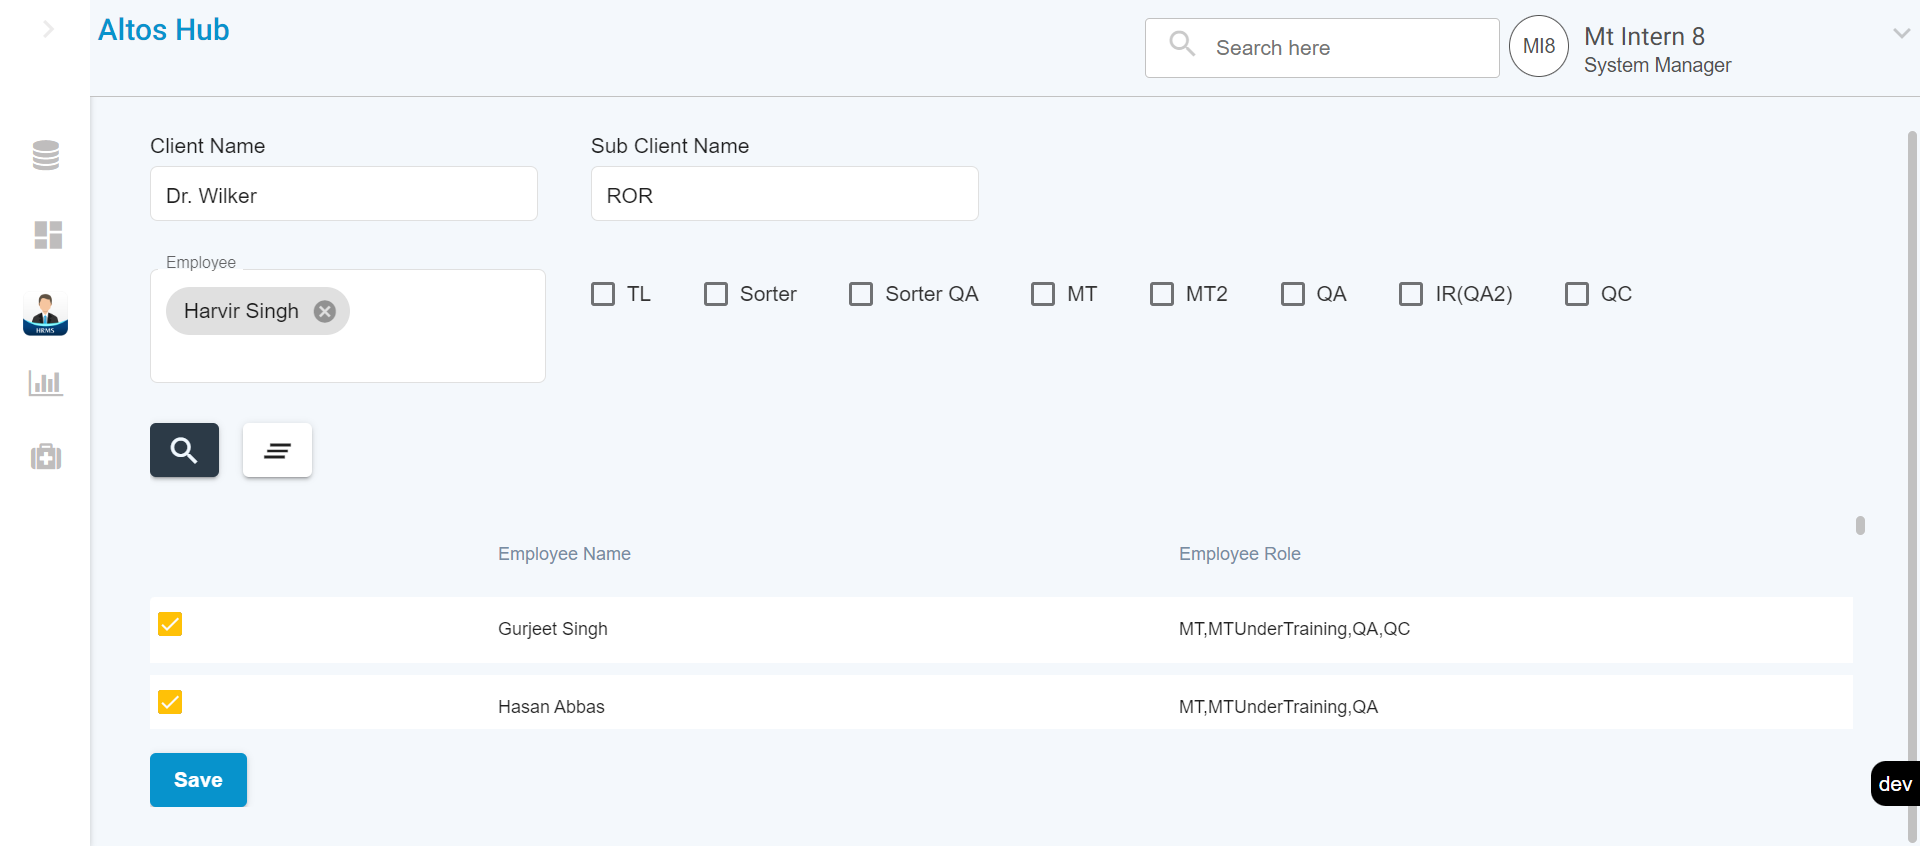 Altos Hub
Search here
MI8
Mt Intern 8
System Manager
Client Name
Sub Client Name
Dr. Wilker
ROR
Employee
Harvir Singh
TL
Sorter
Sorter QA
MT
MT2
QA
IR(QA2)
QC
HRMS
Employee Name
Employee Role
Gurjeet Singh
MT,MTUnderTraining,QA,QC
Hasan Abbas
MT,MTUnderTraining,QA
Save
dev